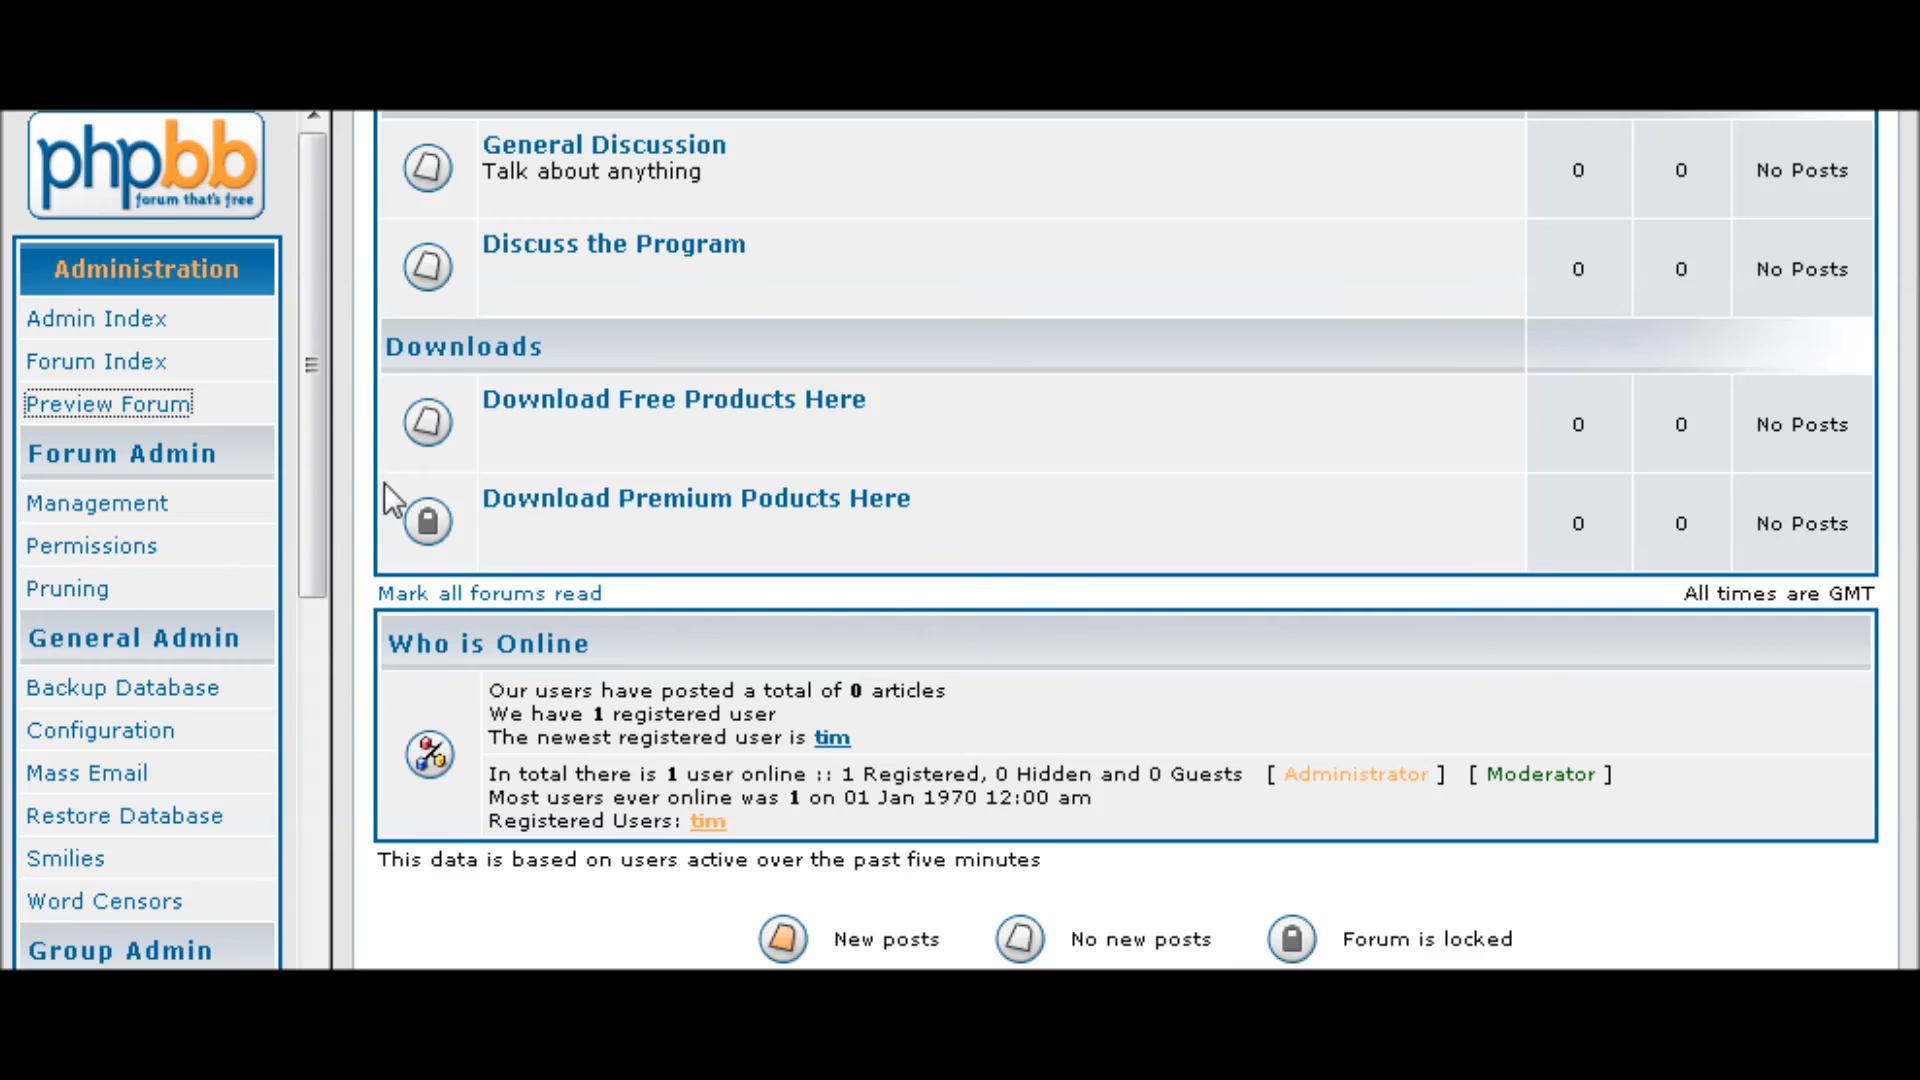 phpbb
forum that's free
Administration
Admin Index
Forum Index
Preview Forum
Forum Admin
Management
Permissions
Pruning
General Admin
Backup Database
Configuration
Mass Email
Restore Database
Smilies
Word Censors
Group Admin
General Discussion
Talk about anything
0 0 No Posts
Discuss the Program
0 0 No Posts
Downloads
Download Free Products Here
0 0 No Posts
Download Premium Poducts Here
0 0 No Posts
Mark all forums read
All times are GMT
Who is Online
Our users have posted a total of 0 articles
We have 1 registered user
The newest registered user is tim
In total there is 1 user online :: 1 Registered, 0 Hidden and 0 Guests [ Administrator ] [ Moderator ]
Most users ever online was 1 on 01 Jan 1970 12:00 am
Registered Users: tim
This data is based on users active over the past five minutes
New posts No new posts Forum is locked